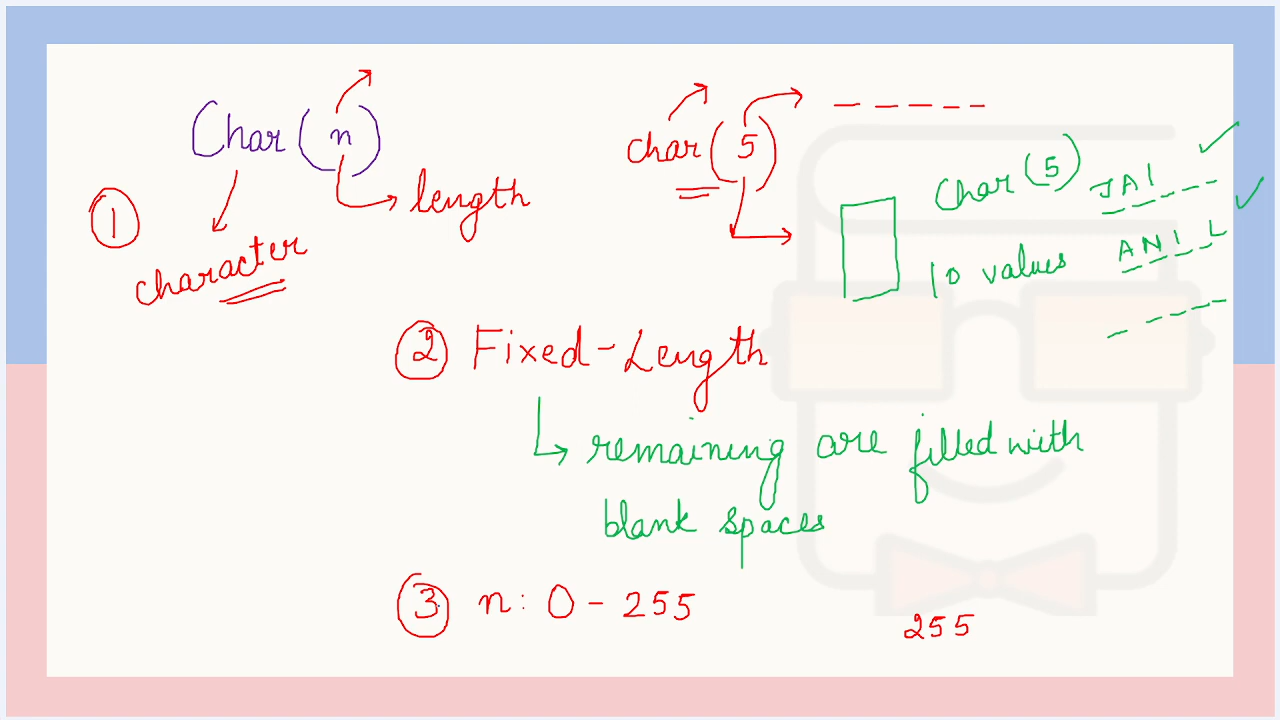 Char (n)
length
① character
char (5) _ _ _ _ _
Char (5) JAI _ _
10 values ANIL _
_ _ _ _ _
② Fixed-Length
remaining are filled with
blank spaces
③ n: 0 - 255
255